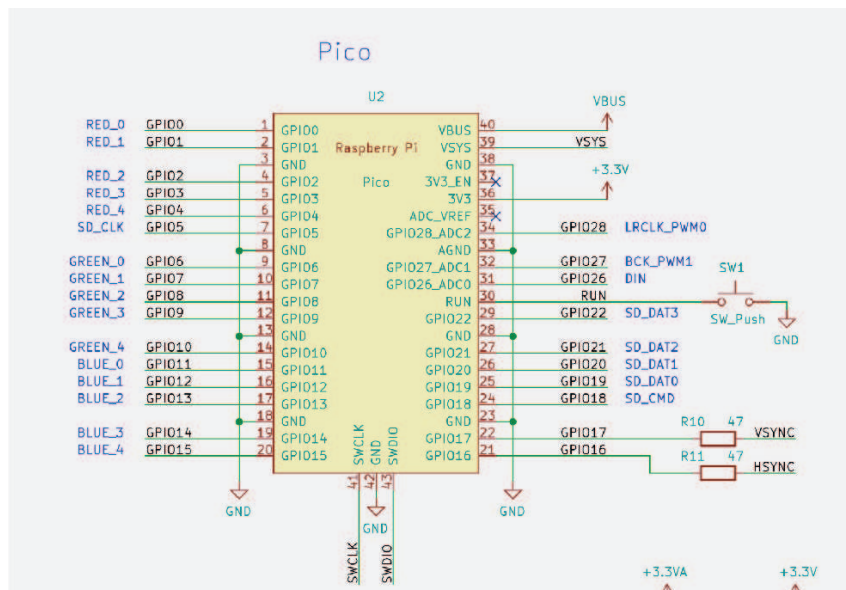 Pico
U2
VBUS
RED_0 GPIO0 1 GPIO0 VBUS 40
RED_1 GPIO1 2 GPIO1 Raspberry Pi VSYS 39 VSYS
3 GND GND 38
+3.3V
RED_2 GPIO2 4 GPIO2 Pico 3V3_EN 37
RED_3 GPIO3 5 GPIO3 3V3 36
RED_4 GPIO4 6 GPIO4 ADC_VREF 35
SD_CLK GPIO5 7 GPIO5 GPIO28_ADC2 34 GPIO28 LRCLK_PWM0
8 GND AGND 33
GREEN_0 GPIO6 9 GPIO6 GPIO27_ADC1 32 GPIO27 BCK_PWM1
SW1
GREEN_1 GPIO7 10 GPIO7 GPIO26_ADC0 31 GPIO26 DIN
GREEN_2 GPIO8 11 GPIO8 RUN 30 RUN
GREEN_3 GPIO9 12 GPIO9 GPIO22 29 GPIO22 SD_DAT3 SW_Push
13 GND GND 28 GND
GREEN_4 GPIO10 14 GPIO10 GPIO21 27 GPIO21 SD_DAT2
BLUE_0 GPIO11 15 GPIO11 GPIO20 26 GPIO20 SD_DAT1
BLUE_1 GPIO12 16 GPIO12 GPIO19 25 GPIO19 SD_DAT0
BLUE_2 GPIO13 17 GPIO13 GPIO18 24 GPIO18 SD_CMD
18 GND GND 23
R10 47
BLUE_3 GPIO14 19 GPIO14 GPIO17 22 GPIO17 VSYNC
BLUE_4 GPIO15 20 GPIO15 GPIO16 21 GPIO16
R11 47
HSYNC
SWCLK GND SWDIO
41 42 43
GND GND GND
SWCLK SWDIO
+3.3VA +3.3V